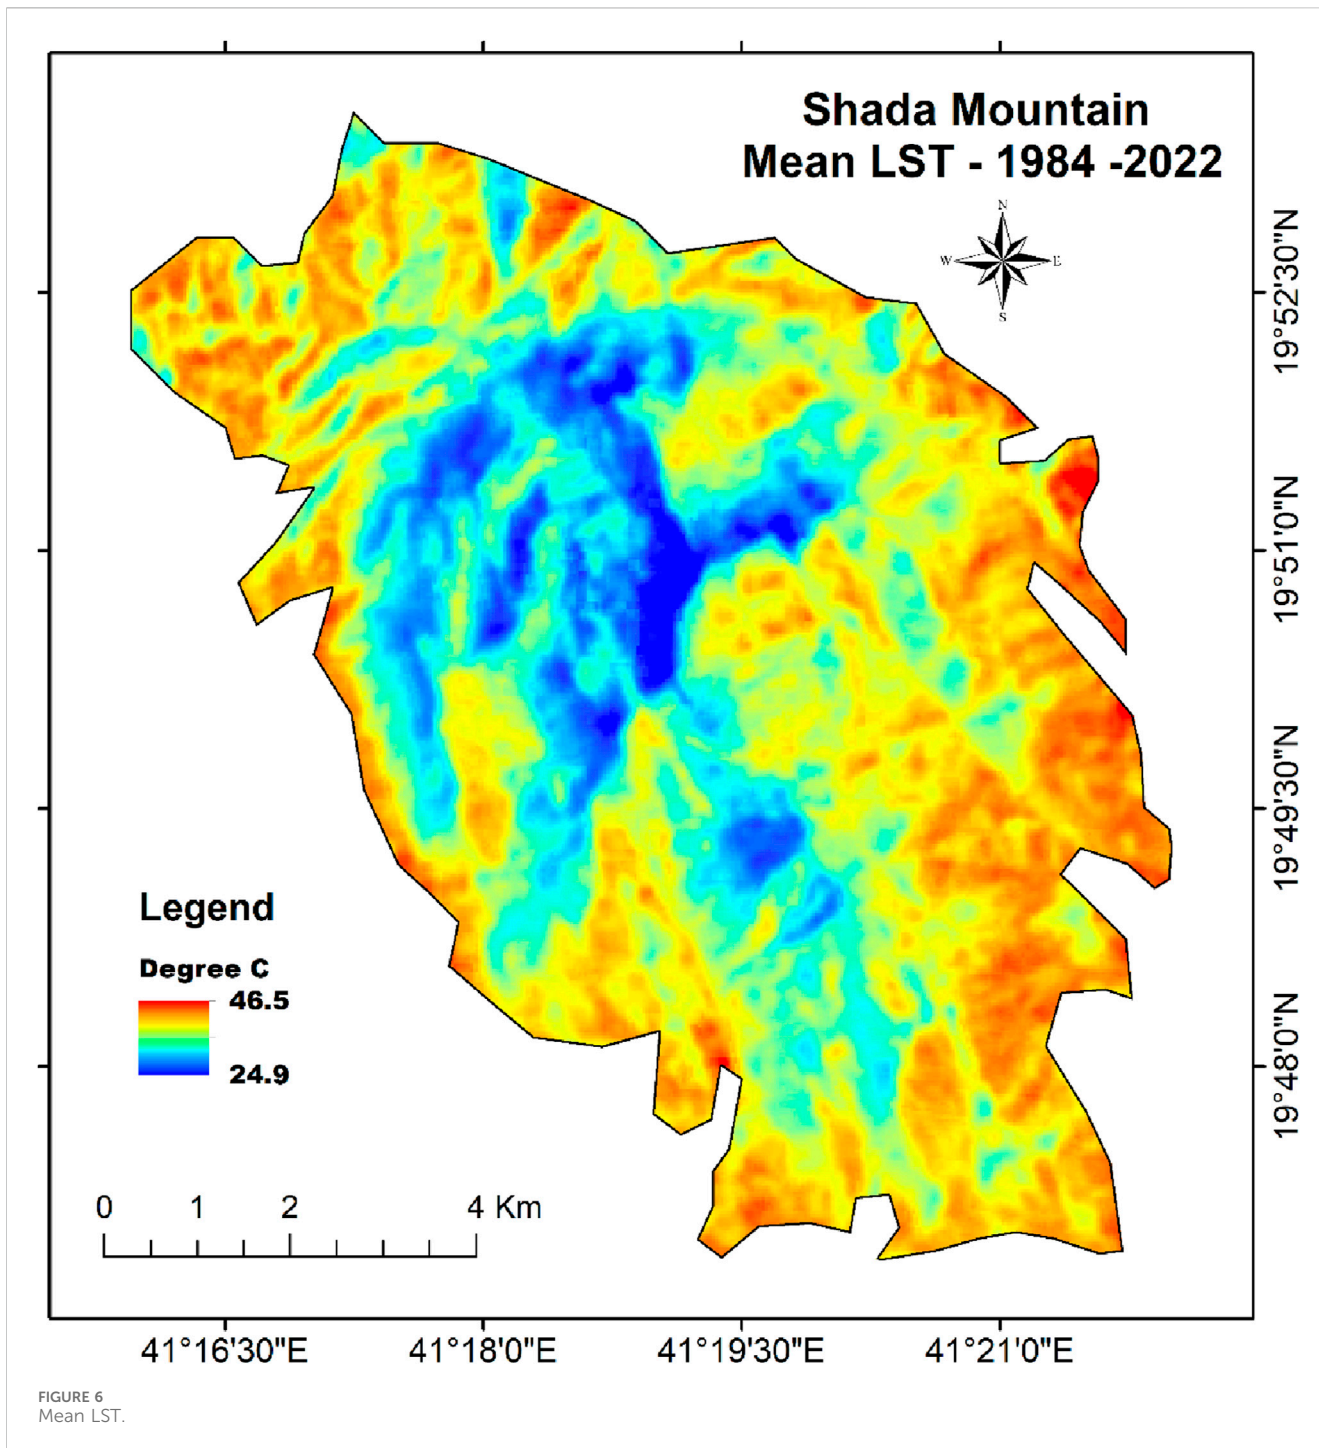 Shada Mountain
Mean LST - 1984 -2022
N
W E
S
19°52'30"N
19°51'0"N
19°49'30"N
19°48'0"N
Legend
Degree C
46.5
24.9
0 1 2 4 Km
41°16'30"E 41°18'0"E 41°19'30"E 41°21'0"E
FIGURE 6
Mean LST.